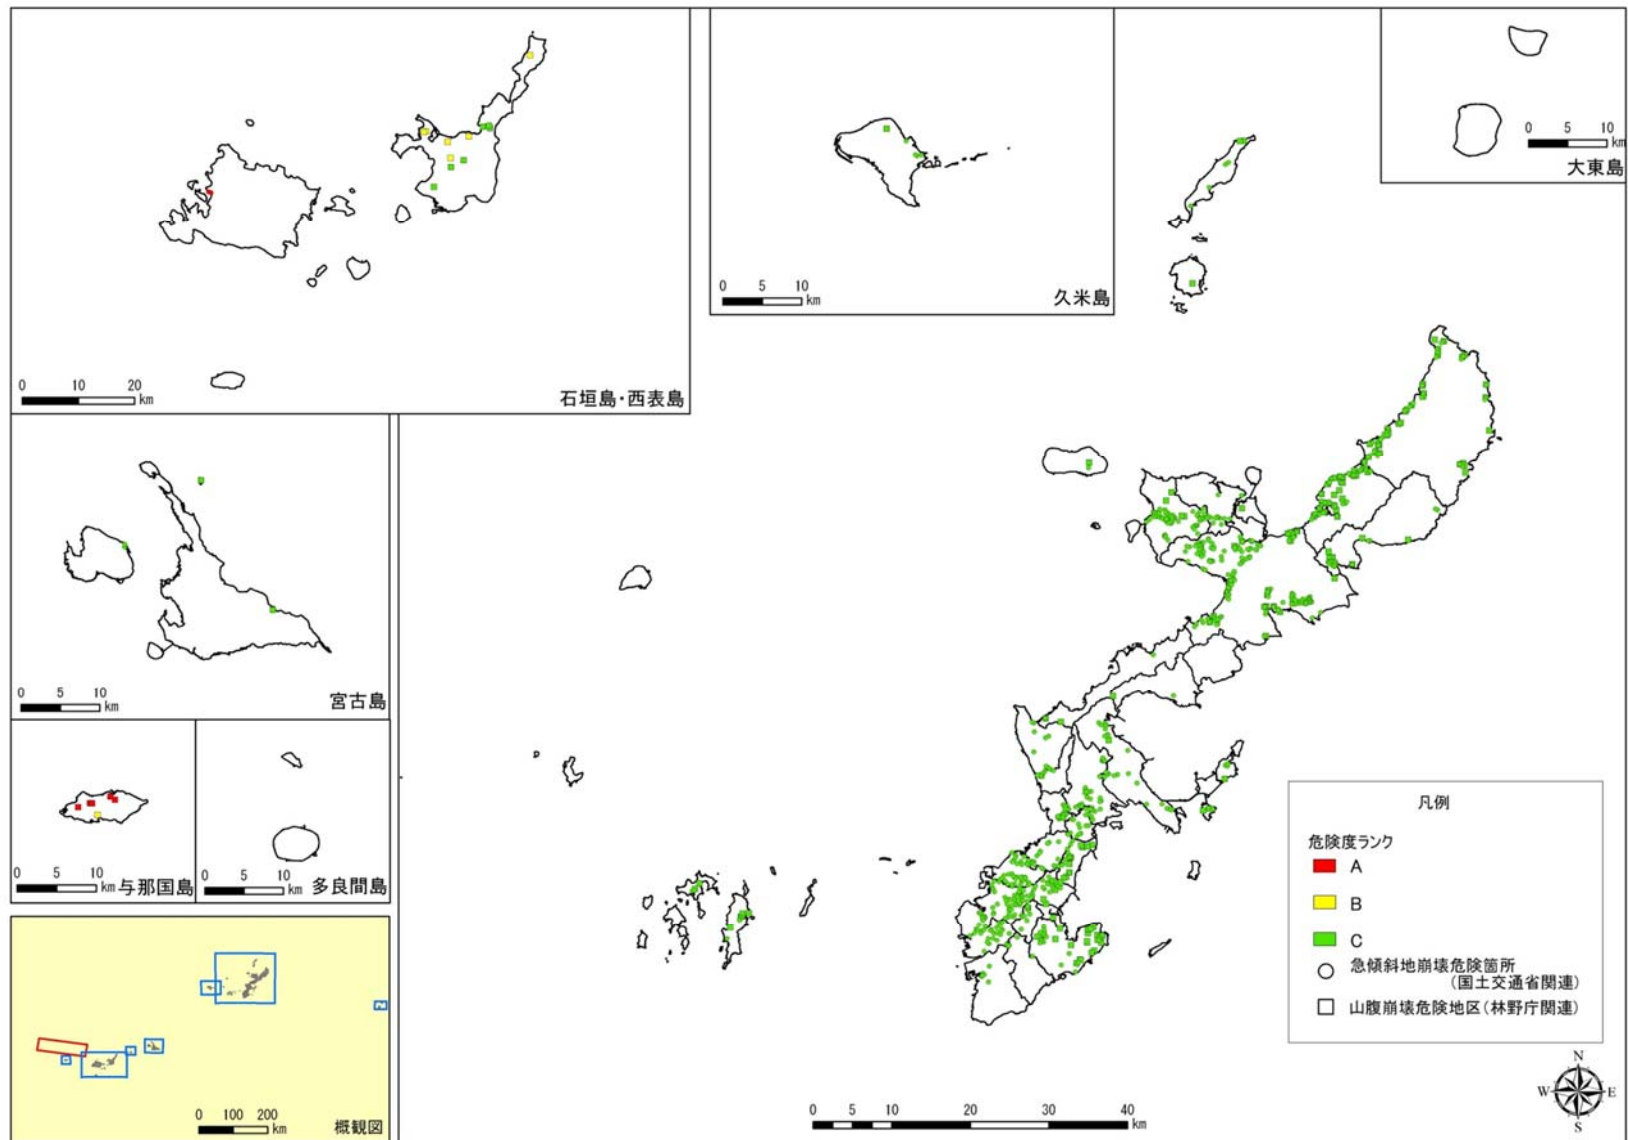 0 5 10
km
大東島
0 5 10
km
久米島
0 10 20
km
石垣島・西表島
0 5 10
km
宮古島
0 5 10
km
与那国島
0 5 10
km
多良間島
0 100 200
km
概観図
凡例
危険度ランク
A
B
C
急傾斜地崩壊危険箇所
(国土交通省関連)
山腹崩壊危険地区(林野庁関連)
N
W E
S
0 5 10 20 30 40
km